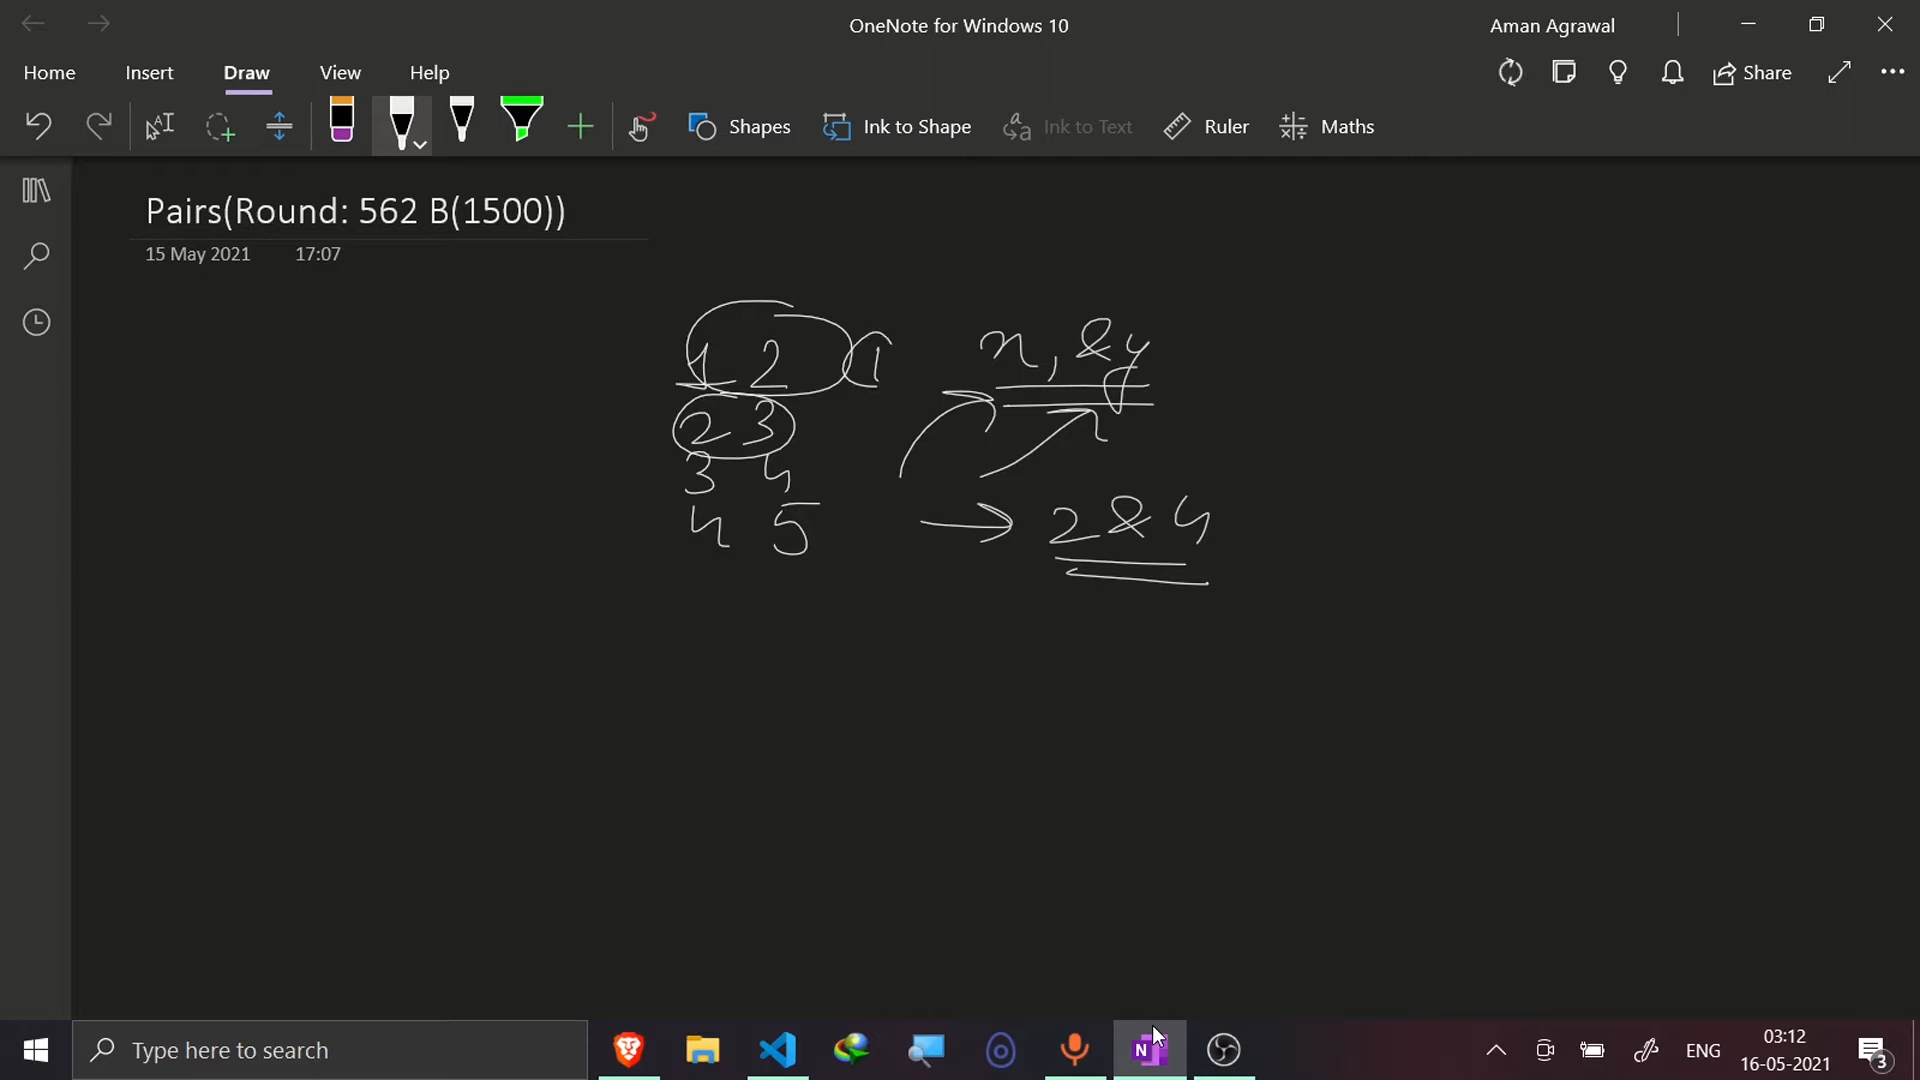 OneNote for Windows 10
Aman Agrawal
Home Insert Draw View Help
Share
Shapes Ink to Shape Ink to Text Ruler Maths
Pairs(Round: 562 B(1500))
15 May 2021 17:07
1 2 1 x, & y
2 3
3 4
4 5 → 2 & 4
Type here to search
N
ENG
03:12
16-05-2021
3